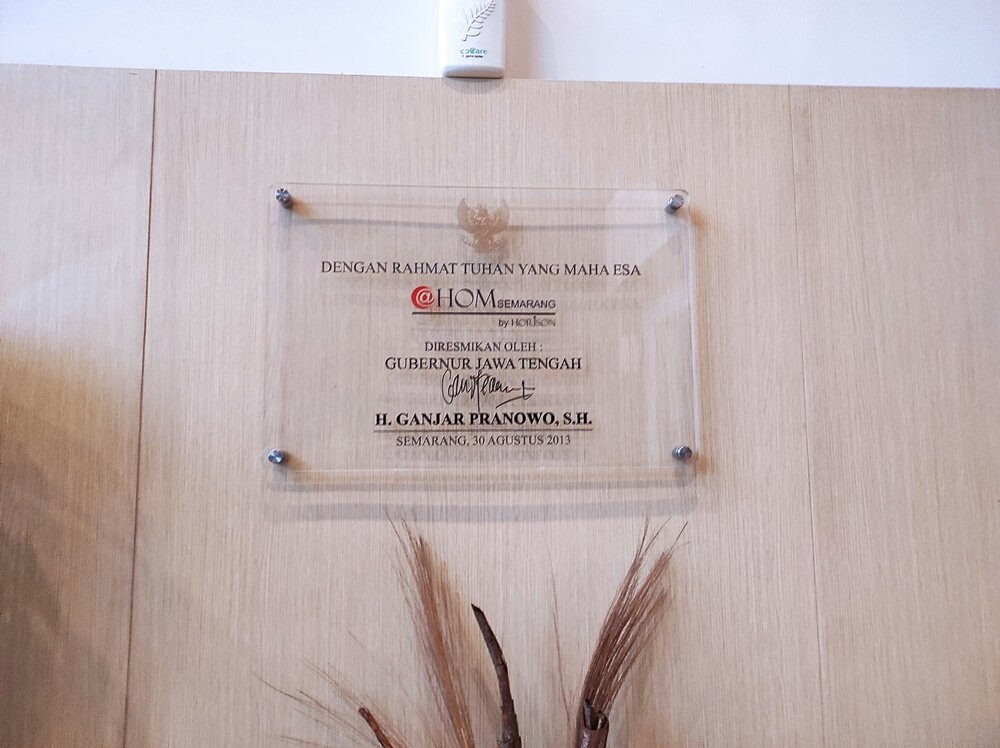 DENGAN RAHMAT TUHAN YANG MAHA ESA
@HOM SEMARANG
by HORISON
DIRESMIKAN OLEH :
GUBERNUR JAWA TENGAH
H. GANJAR PRANOWO, S.H.
SEMARANG, 30 AGUSTUS 2013